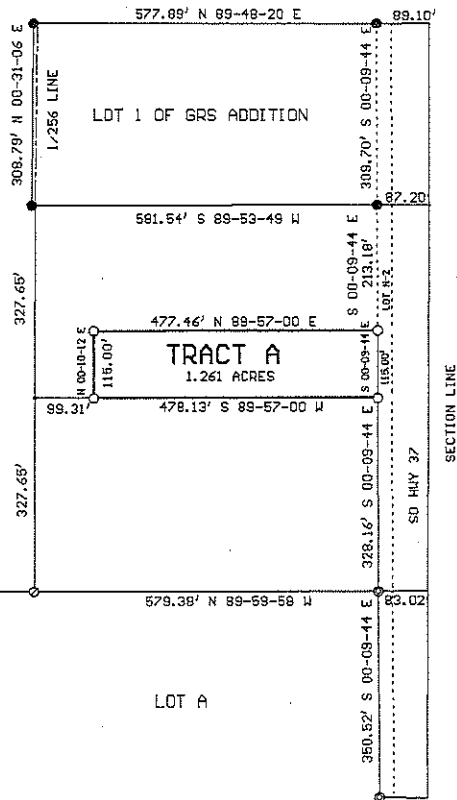 577.89' N 89-48-20 E
89.10'
308.79' N 00-31-06 E
1/256 LINE
LOT 1 OF GRS ADDITION
309.70' S 00-09-44 E
87.20'
581.54' S 89-53-49 W
327.65'
S 00-09-44 E
213.18'
LOT H-2
477.46' N 89-57-00 E
N 00-10-12 E
115.00'
TRACT A
1.261 ACRES
S 00-09-44 E
115.00'
99.31'
478.13' S 89-57-00 W
327.65'
328.16' S 00-09-44 E
SD HWY 37
SECTION LINE
579.38' N 89-59-58 W
83.02'
LOT A
350.52' S 00-09-44 E